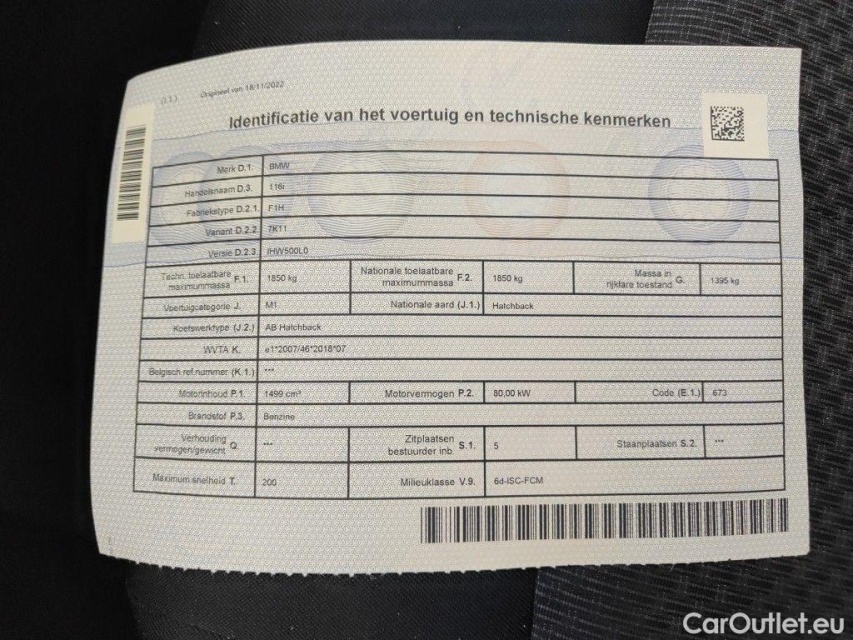 (I.1.)
Origineel van 18/11/2022
Identificatie van het voertuig en technische kenmerken
Merk D.1. BMW
Handelsnaam D.3. 116i
Fabriekstype D.2.1 F1H
Variant D.2.2 7K11
Versie D.2.3 IHW500L0
Techn. toelaatbare maximummassa F.1. 1850 kg Nationale toelaatbare maximummassa F.2. 1850 kg Massa in rijklare toestand G. 1395 kg
Voertuigcategorie J. M1 Nationale aard (J.1.) Hatchback
Koetswerktype (J.2.) AB Hatchback
WVTA K. e1*2007/46*2018*07
Belgisch ref.nummer (K.1.) ***
Motorinhoud P.1. 1499 cm³ Motorvermogen P.2. 80,00 kW Code (E.1.) 673
Brandstof P.3. Benzine
Verhouding vermogen/gewicht Q. *** Zitplaatsen bestuurder inb. S.1. 5 Staanplaatsen S.2. ***
Maximum snelheid T. 200 Milieuklasse V.9. 6d-ISC-FCM
CarOutlet.eu